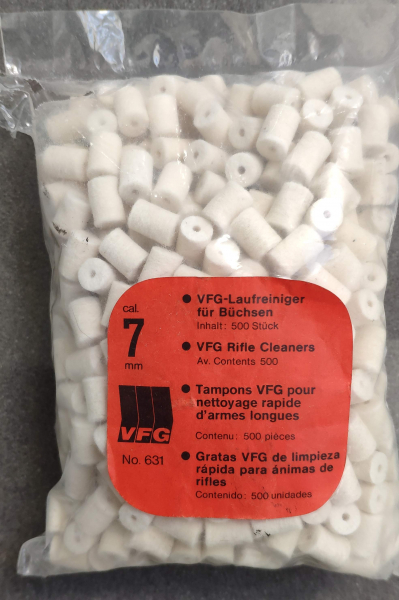 cal.
7
mm
VFG
No. 631
● VFG-Laufreiniger
für Büchsen
Inhalt: 500 Stück
● VFG Rifle Cleaners
Av. Contents 500
● Tampons VFG pour
nettoyage rapide
d'armes longues
Contenu: 500 pièces
● Gratas VFG de limpieza
rápida para ánimas de
rifles
Contenido: 500 unidades